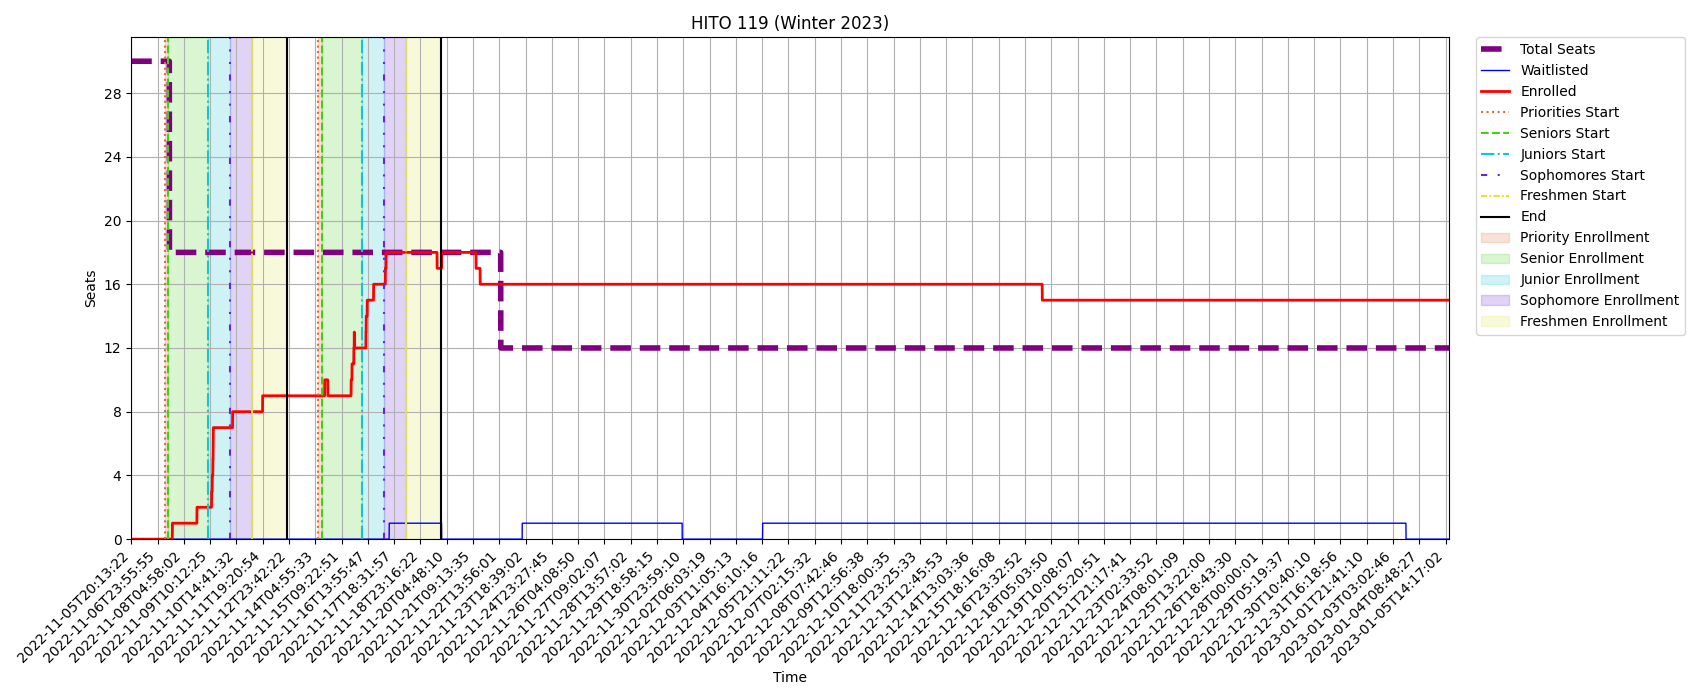 HITO 119 (Winter 2023)
Seats
28
24
20
16
12
8
4
0
2022-11-05T20:13:22
2022-11-06T23:55:55
2022-11-08T04:58:02
2022-11-09T10:12:25
2022-11-10T14:41:32
2022-11-11T19:20:54
2022-11-12T23:42:22
2022-11-14T04:55:33
2022-11-15T09:22:51
2022-11-16T13:55:47
2022-11-17T18:31:57
2022-11-18T23:16:22
2022-11-20T04:48:10
2022-11-21T09:13:35
2022-11-22T13:56:01
2022-11-23T18:39:02
2022-11-24T23:27:45
2022-11-26T04:08:50
2022-11-27T09:02:07
2022-11-28T13:57:02
2022-11-29T18:58:15
2022-11-30T23:59:10
2022-12-02T06:03:19
2022-12-03T11:05:13
2022-12-04T16:10:16
2022-12-05T21:11:22
2022-12-07T02:15:32
2022-12-08T07:42:46
2022-12-09T12:56:38
2022-12-10T18:00:35
2022-12-11T23:25:33
2022-12-13T12:45:53
2022-12-14T13:03:36
2022-12-15T18:16:08
2022-12-16T23:32:52
2022-12-18T05:03:50
2022-12-19T10:08:07
2022-12-20T15:20:51
2022-12-21T21:17:41
2022-12-23T02:33:52
2022-12-24T08:01:09
2022-12-25T13:22:00
2022-12-26T18:43:30
2022-12-28T00:00:01
2022-12-29T05:19:37
2022-12-30T10:40:10
2022-12-31T16:18:56
2023-01-01T21:41:10
2023-01-03T03:02:46
2023-01-04T08:48:27
2023-01-05T14:17:02
Time
Total Seats
Waitlisted
Enrolled
Priorities Start
Seniors Start
Juniors Start
Sophomores Start
Freshmen Start
End
Priority Enrollment
Senior Enrollment
Junior Enrollment
Sophomore Enrollment
Freshmen Enrollment